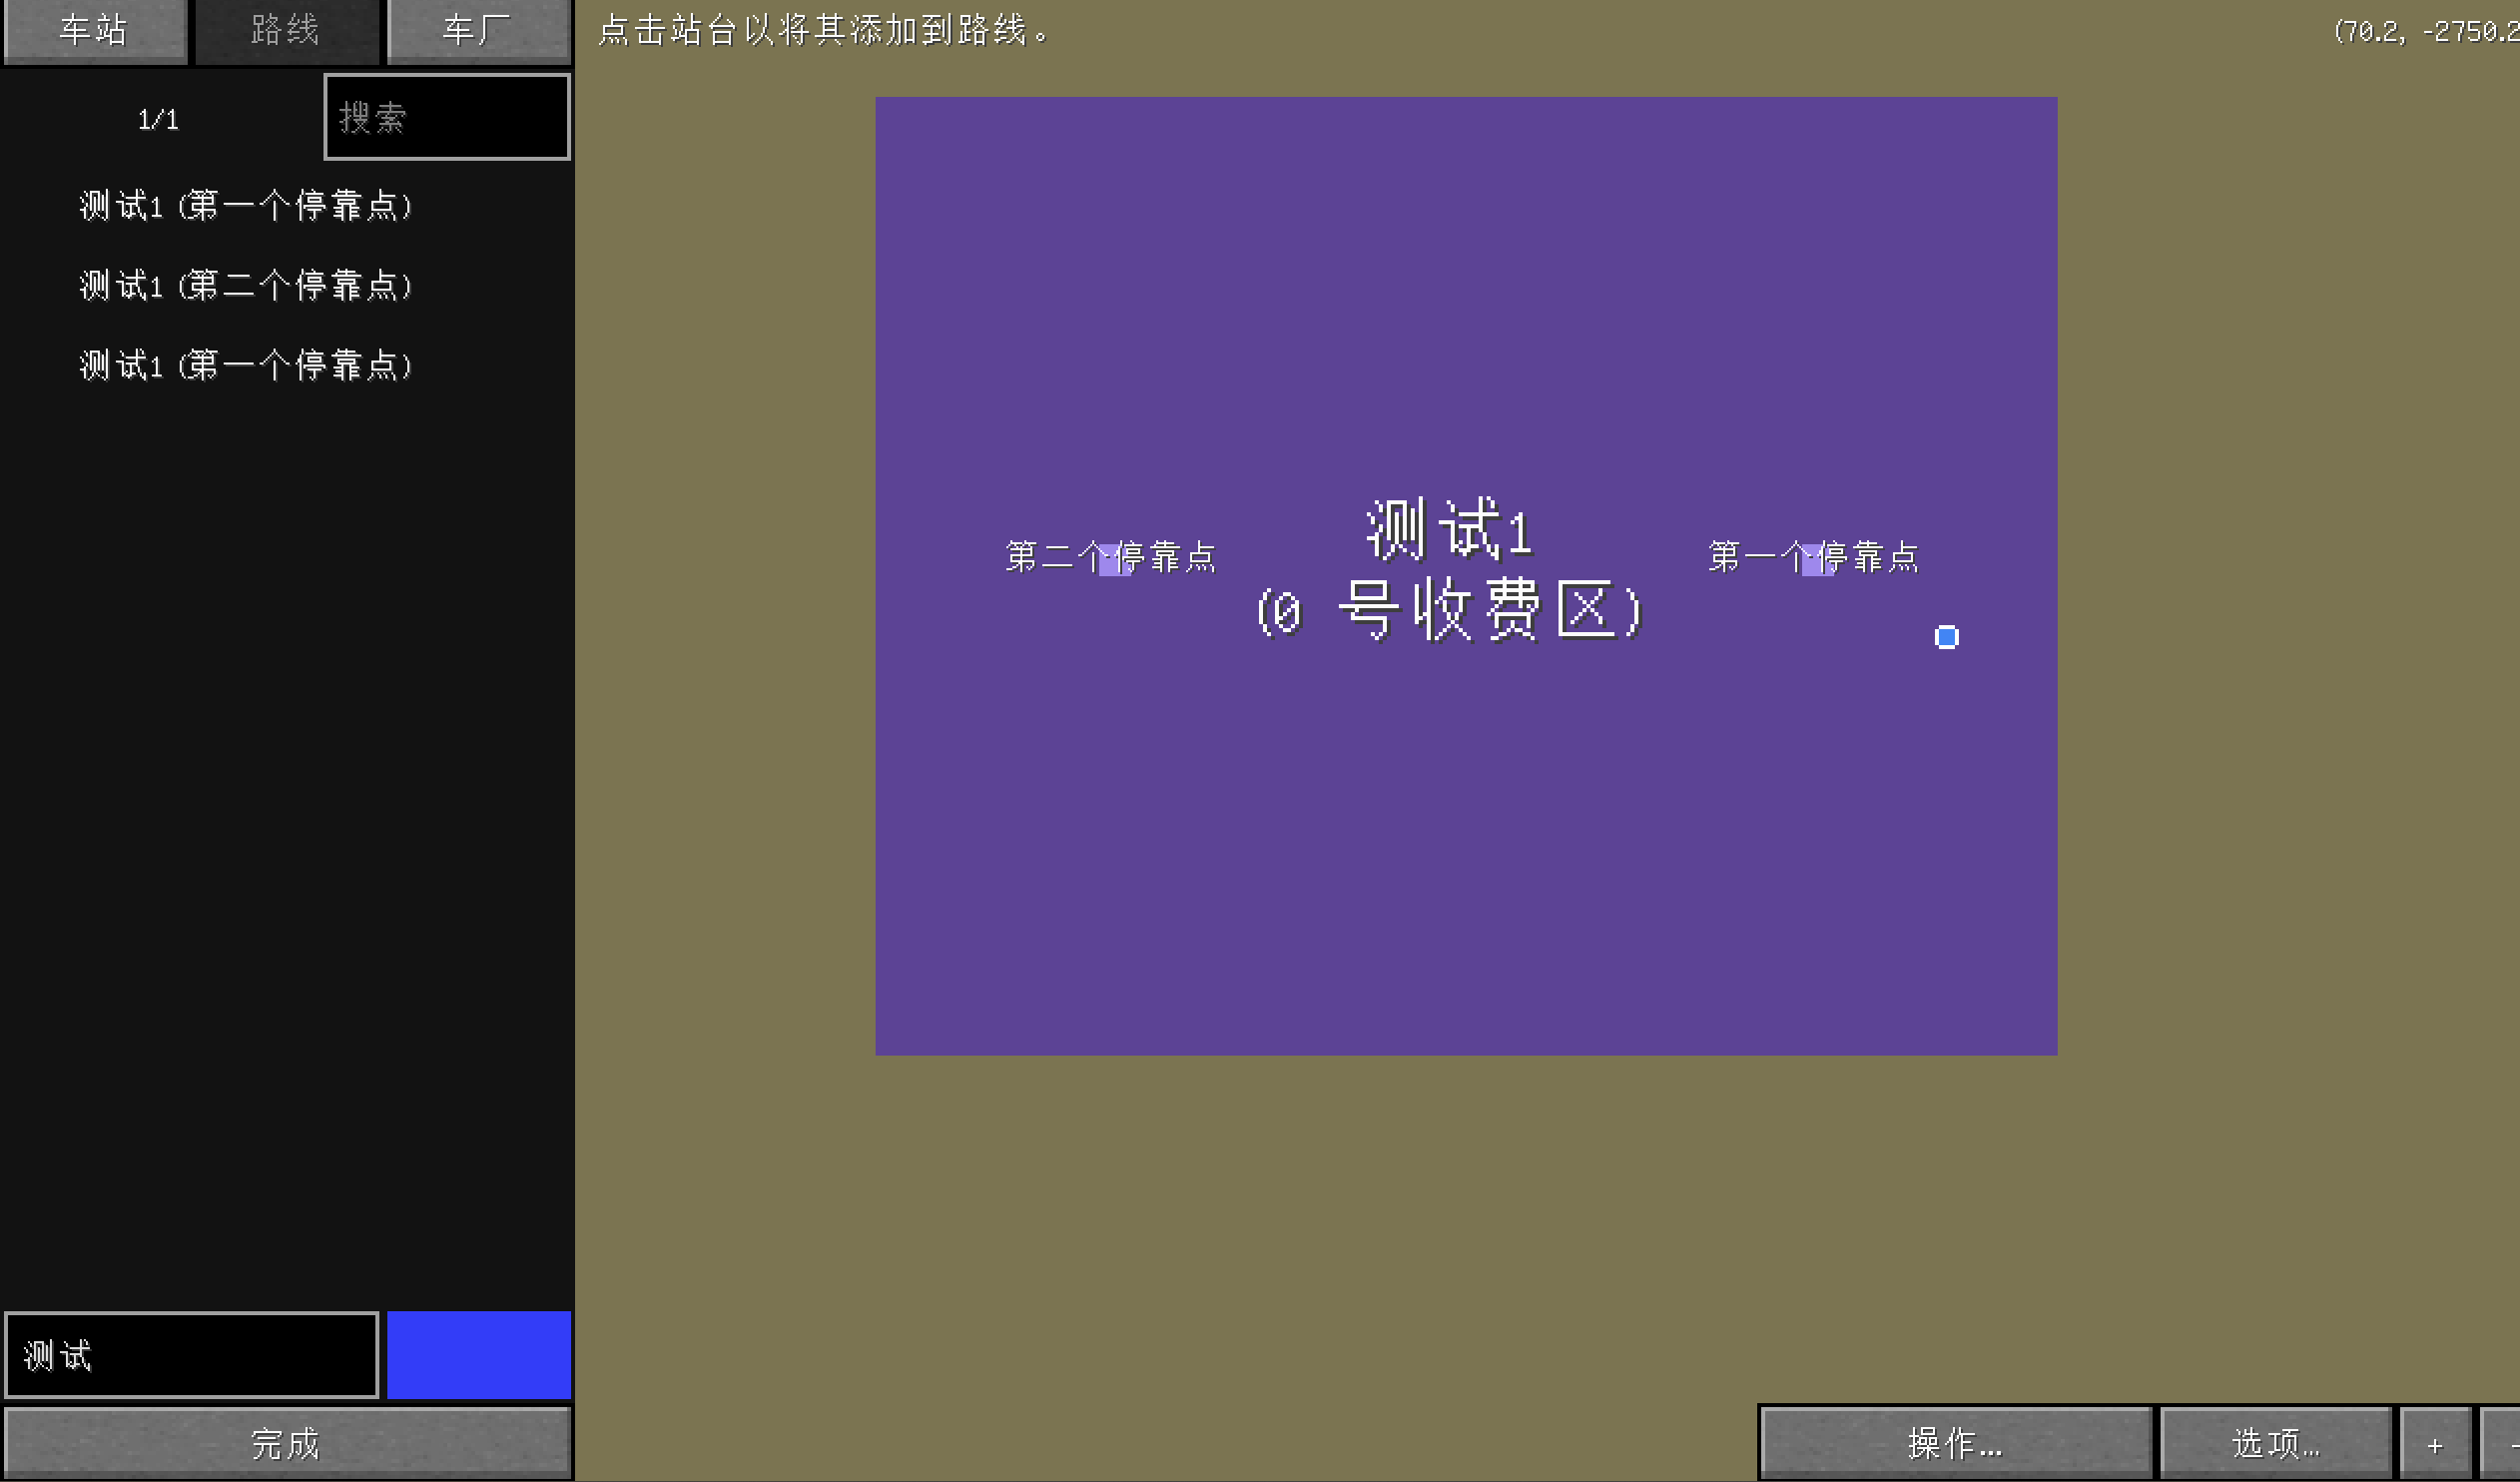 车站 路线 车厂
点击站台以将其添加到路线。
(70.2, -2750.2
1/1
搜索
测试1 (第一个停靠点)
测试1 (第二个停靠点)
测试1 (第一个停靠点)
测试1
第二个停靠点
第一个停靠点
(0 号收费区)
测试
完成
操作…
选项…
+
-